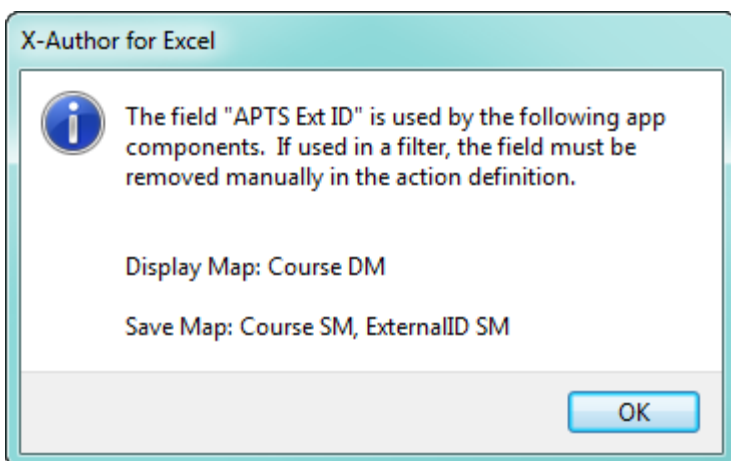 X-Author for Excel
The field "APTS Ext ID" is used by the following app
components.  If used in a filter, the field must be
removed manually in the action definition.
Display Map: Course DM
Save Map: Course SM, ExternalID SM
OK